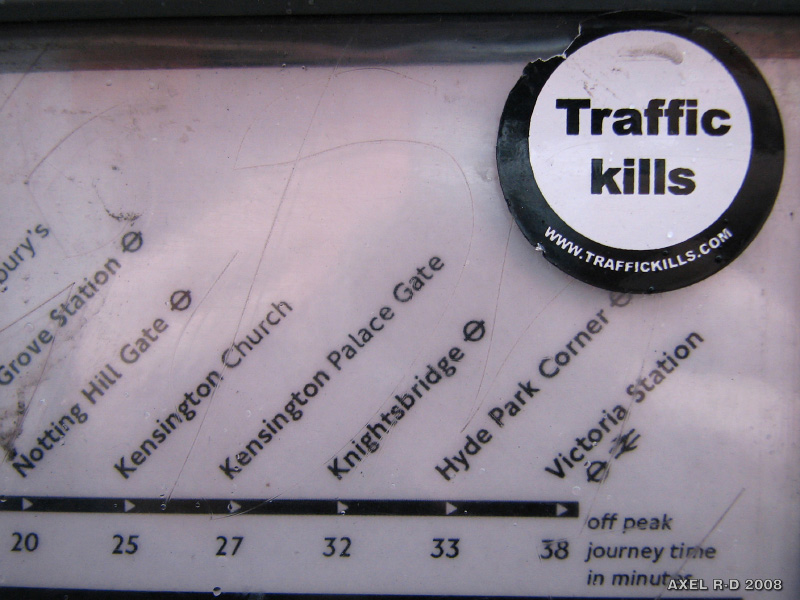 Traffic
kills
WWW.TRAFFICKILLS.COM
bury's
Grove Station
Notting Hill Gate
Kensington Church
Kensington Palace Gate
Knightsbridge
Hyde Park Corner
Victoria Station
20 25 27 32 33 38
off peak
journey time
in minutes
AXEL R-D 2008